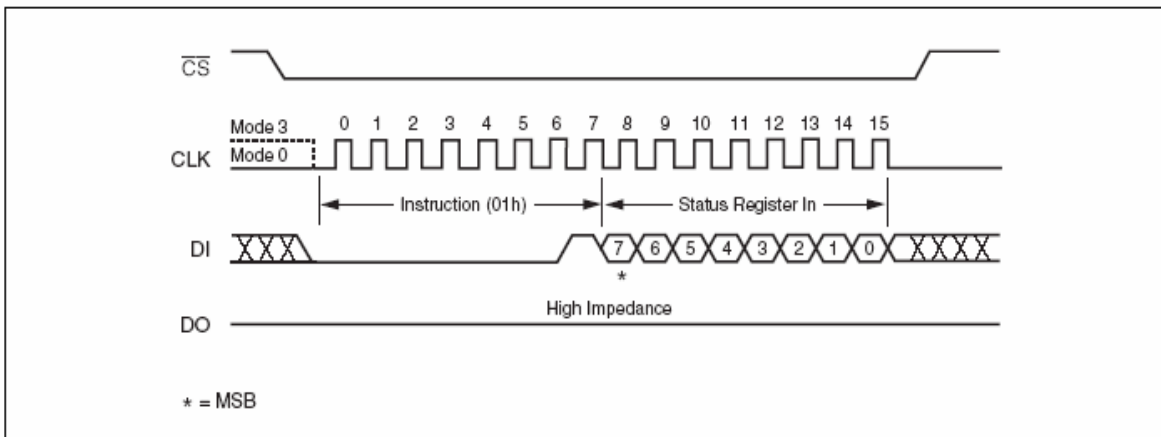 CS
Mode 3
0 1 2 3 4 5 6 7 8 9 10 11 12 13 14 15
CLK
Mode 0
Instruction (01h)
Status Register In
DI
7 6 5 4 3 2 1 0
*
High Impedance
DO
* = MSB